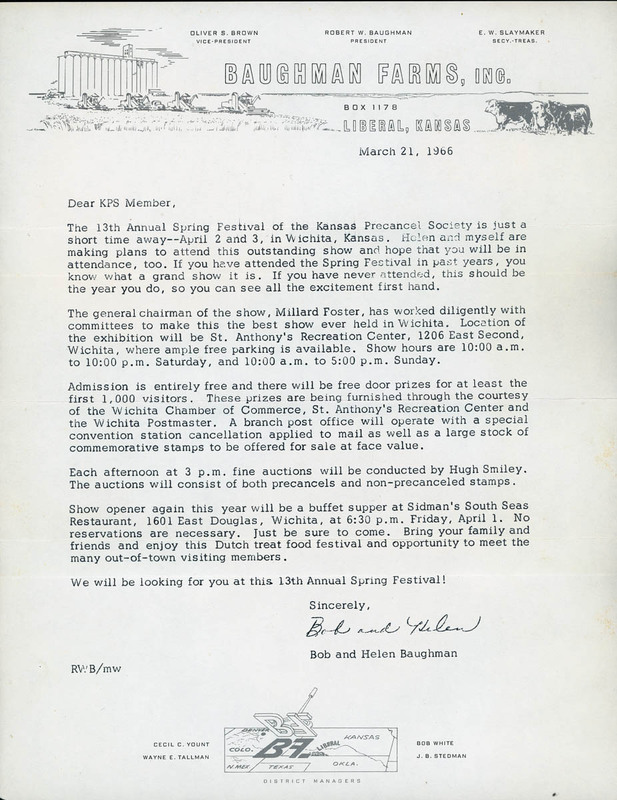 OLIVER S. BROWN
VICE-PRESIDENT
ROBERT W. BAUGHMAN
PRESIDENT
E. W. SLAYMAKER
SECY.-TREAS.
BAUGHMAN FARMS, INC.
BOX 1178
LIBERAL, KANSAS
March 21, 1966
Dear KPS Member,
The 13th Annual Spring Festival of the Kansas Precancel Society is just a
short time away--April 2 and 3, in Wichita, Kansas. Helen and myself are
making plans to attend this outstanding show and hope that you will be in
attendance, too. If you have attended the Spring Festival in past years, you
know what a grand show it is. If you have never attended, this should be
the year you do, so you can see all the excitement first hand.
The general chairman of the show, Millard Foster, has worked diligently with
committees to make this the best show ever held in Wichita. Location of
the exhibition will be St. Anthony's Recreation Center, 1206 East Second,
Wichita, where ample free parking is available. Show hours are 10:00 a.m.
to 10:00 p.m. Saturday, and 10:00 a.m. to 5:00 p.m. Sunday.
Admission is entirely free and there will be free door prizes for at least the
first 1,000 visitors. These prizes are being furnished through the courtesy
of the Wichita Chamber of Commerce, St. Anthony's Recreation Center and
the Wichita Postmaster. A branch post office will operate with a special
convention station cancellation applied to mail as well as a large stock of
commemorative stamps to be offered for sale at face value.
Each afternoon at 3 p.m. fine auctions will be conducted by Hugh Smiley.
The auctions will consist of both precancels and non-precanceled stamps.
Show opener again this year will be a buffet supper at Sidman's South Seas
Restaurant, 1601 East Douglas, Wichita, at 6:30 p.m. Friday, April 1. No
reservations are necessary. Just be sure to come. Bring your family and
friends and enjoy this Dutch treat food festival and opportunity to meet the
many out-of-town visiting members.
We will be looking for you at this 13th Annual Spring Festival!
Sincerely,
Bob and Helen
Bob and Helen Baughman
RWB/mw
CECIL C. YOUNT
WAYNE E. TALLMAN
DENVER
COLO.
N.MEX.
BF
LIBERAL
KANSAS
TEXAS
OKLA.
BOB WHITE
J. B. STEDMAN
DISTRICT MANAGERS